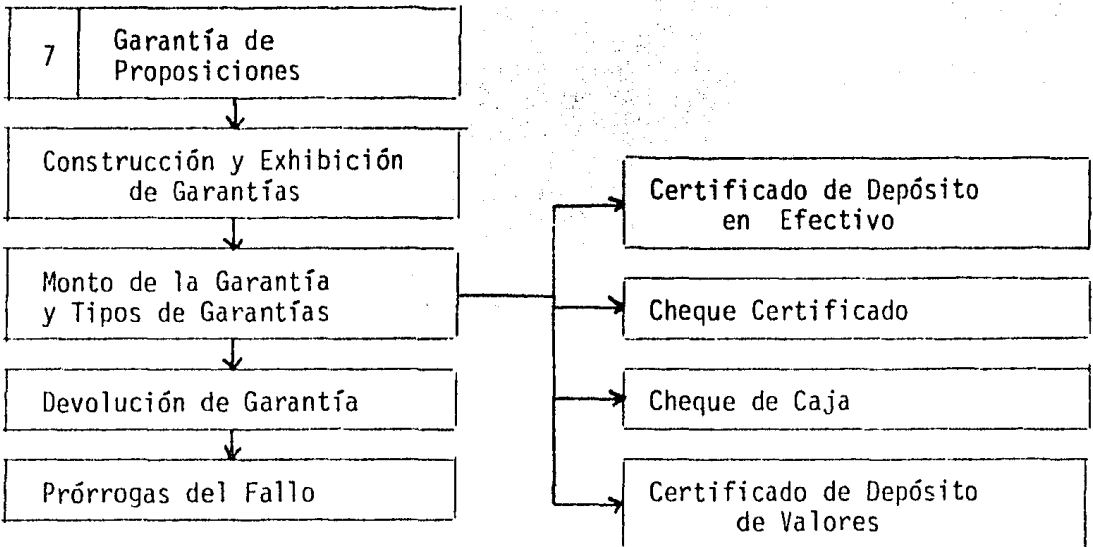 7
Garantía de
Proposiciones
Construcción y Exhibición
de Garantías
Monto de la Garantía
y Tipos de Garantías
Devolución de Garantía
Prórrogas del Fallo
Certificado de Depósito
en Efectivo
Cheque Certificado
Cheque de Caja
Certificado de Depósito
de Valores